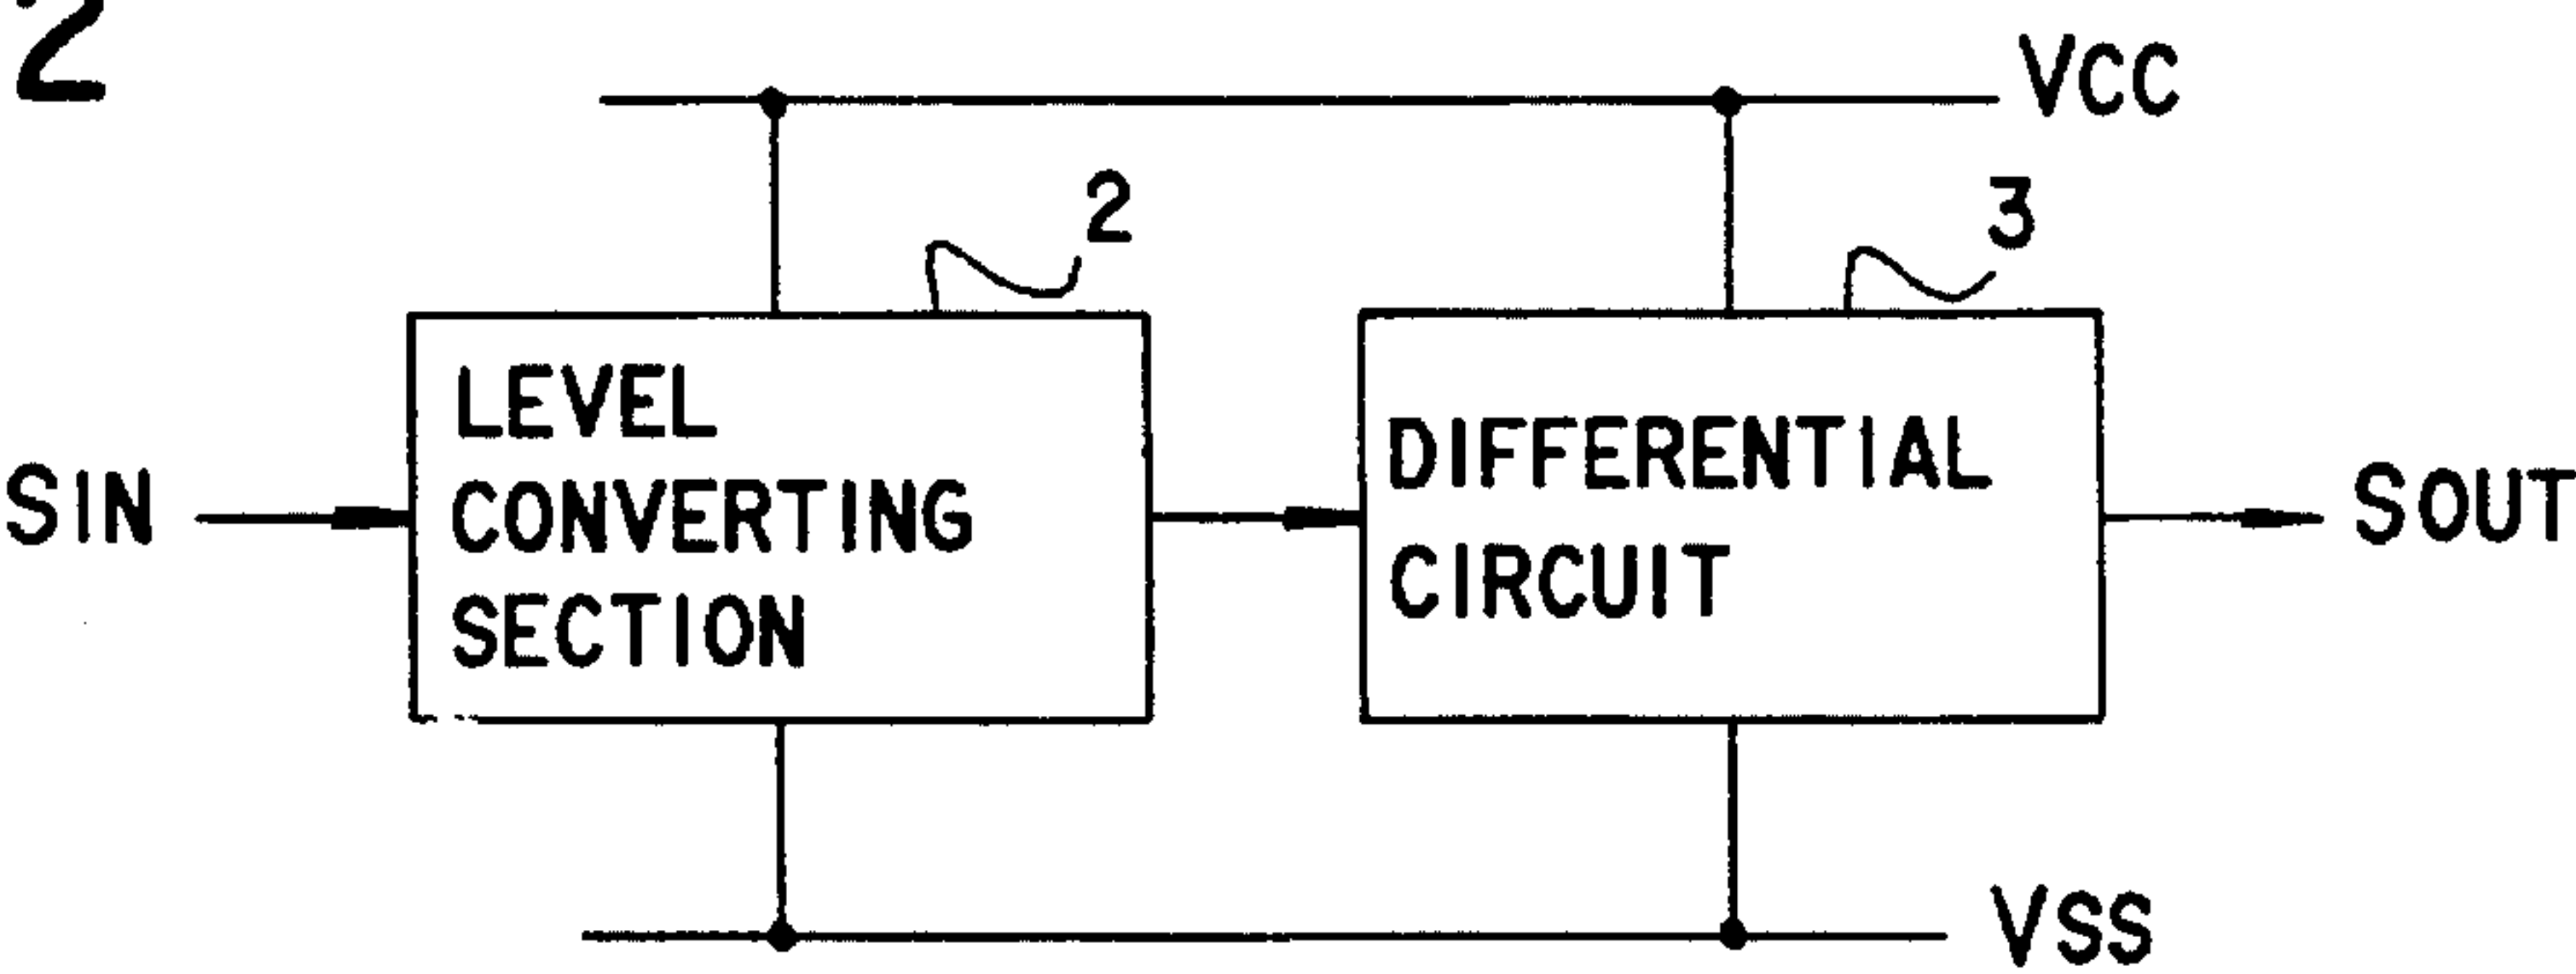 2
VCC
2
3
LEVEL
CONVERTING
SECTION
DIFFERENTIAL
CIRCUIT
SIN
SOUT
VSS